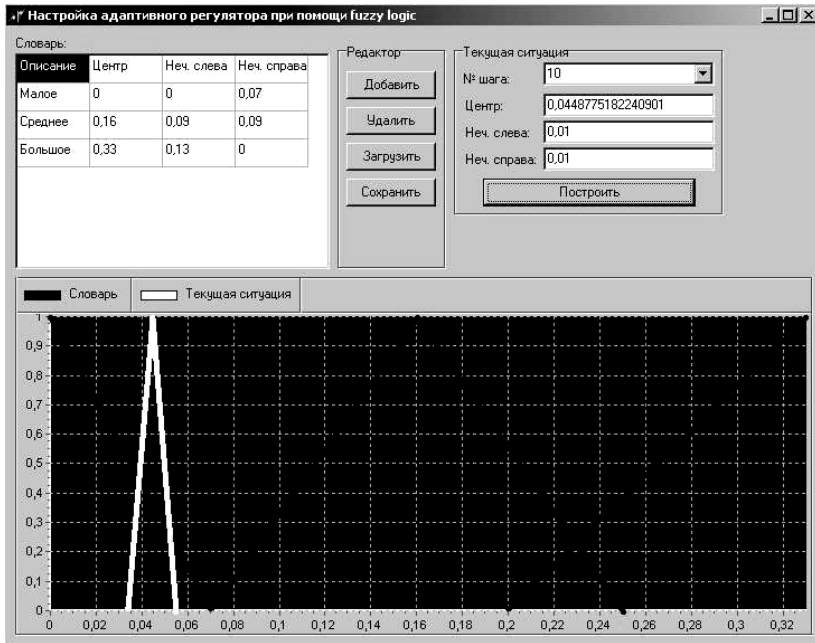 Настройка адаптивного регулятора при помощи fuzzy logic
Словарь:
Описание Центр Неч. слева Неч. справа
Малое 0 0 0,07
Среднее 0,16 0,09 0,09
Большое 0,33 0,13 0
Редактор
Добавить
Удалить
Загрузить
Сохранить
Текущая ситуация
№ шага: 10
Центр: 0,0448775182240901
Неч. слева: 0,01
Неч. справа: 0,01
Построить
Словарь Текущая ситуация
1
0,9
0,8
0,7
0,6
0,5
0,4
0,3
0,2
0,1
0
0 0,02 0,04 0,06 0,08 0,1 0,12 0,14 0,16 0,18 0,2 0,22 0,24 0,26 0,28 0,3 0,32